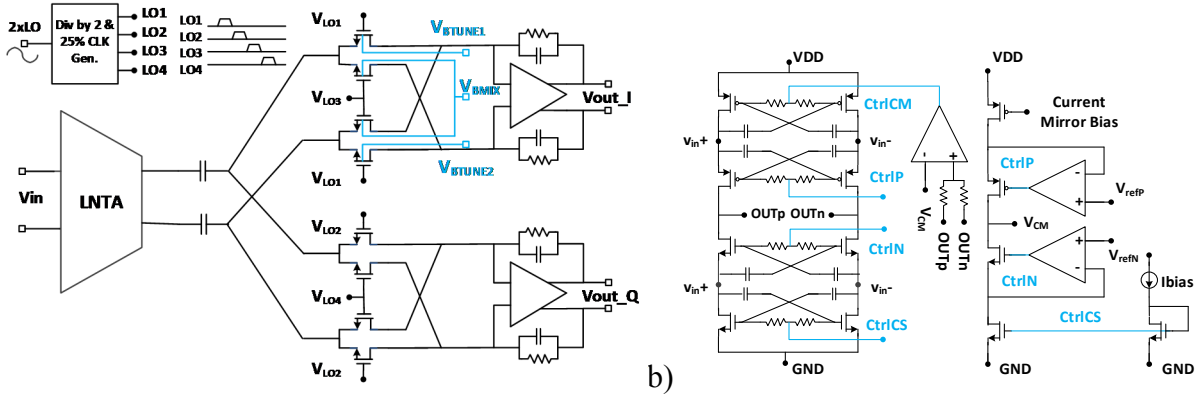 2xLO
Div by 2 &
25% CLK
Gen.
LO1
LO2
LO3
LO4
LO1
LO2
LO3
LO4
Vin
LNTA
VLO1
VLO3
VLO1
VBTUNE1
VBMIX
VBTUNE2
Vout_I
VLO2
VLO4
VLO2
Vout_Q
b)
VDD
CtrlCM
vin+
vin-
CtrlP
OUTp OUTn
CtrlN
vin+
vin-
CtrlCS
GND
-
+
VCM
OUTp
OUTn
VDD
Current
Mirror Bias
CtrlP
-
+
VrefP
VCM
+
-
VrefN
CtrlN
Ibias
CtrlCS
GND
GND